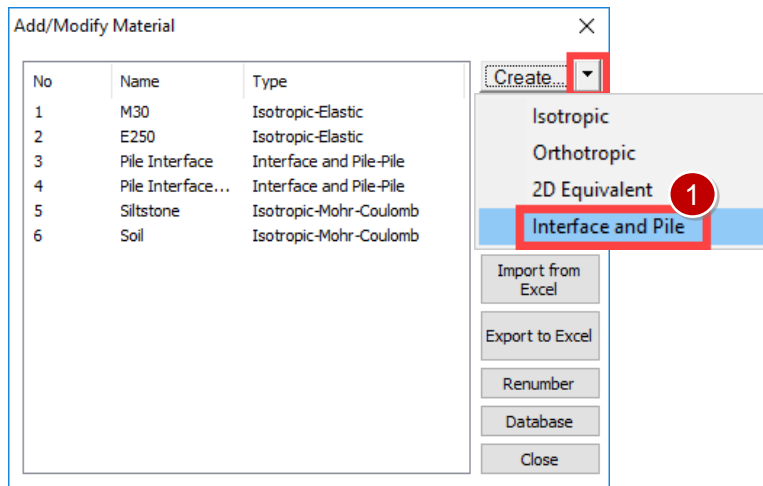 Add/Modify Material
No Name Type
1 M30 Isotropic-Elastic
2 E250 Isotropic-Elastic
3 Pile Interface Interface and Pile-Pile
4 Pile Interface... Interface and Pile-Pile
5 Siltstone Isotropic-Mohr-Coulomb
6 Soil Isotropic-Mohr-Coulomb
Create...
Isotropic
Orthotropic
2D Equivalent
1
Interface and Pile
Import from
Excel
Export to Excel
Renumber
Database
Close